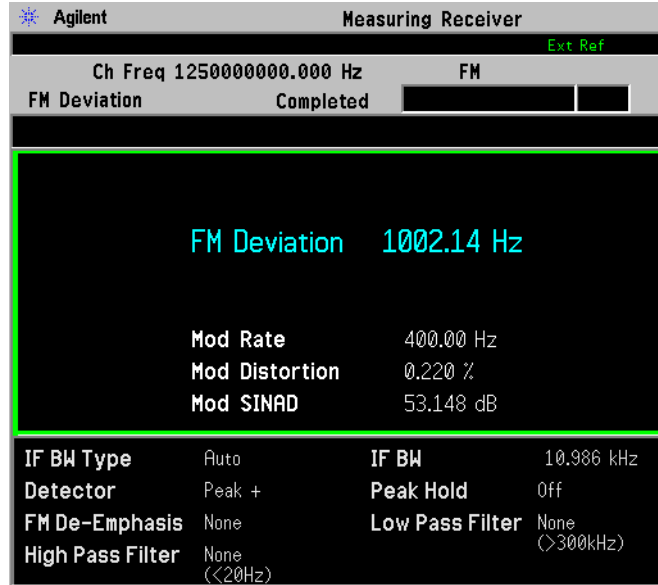 Agilent Measuring Receiver
Ext Ref
Ch Freq 1250000000.000 Hz FM
FM Deviation Completed
FM Deviation 1002.14 Hz
Mod Rate 400.00 Hz
Mod Distortion 0.220 %
Mod SINAD 53.148 dB
IF BW Type Auto IF BW 10.986 kHz
Detector Peak + Peak Hold Off
FM De-Emphasis None Low Pass Filter None
(>300kHz)
High Pass Filter None
(<20Hz)